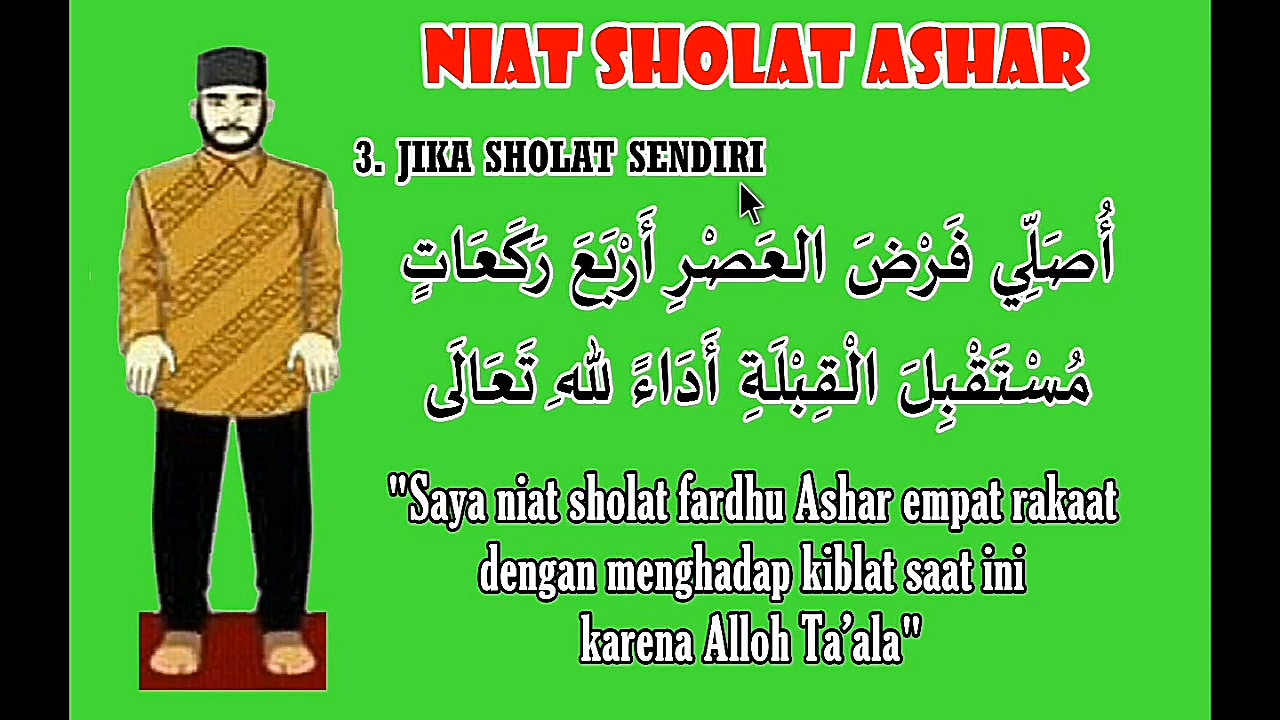 NIAT SHOLAT ASHAR
3. JIKA SHOLAT SENDIRI
أُصَلِّي فَرْضَ العَصْرِ أَرْبَعَ رَكَعَاتٍ
مُسْتَقْبِلَ الْقِبْلَةِ أَدَاءً لِلَّهِ تَعَالَى
"Saya niat sholat fardhu Ashar empat rakaat
dengan menghadap kiblat saat ini
karena Alloh Ta’ala"